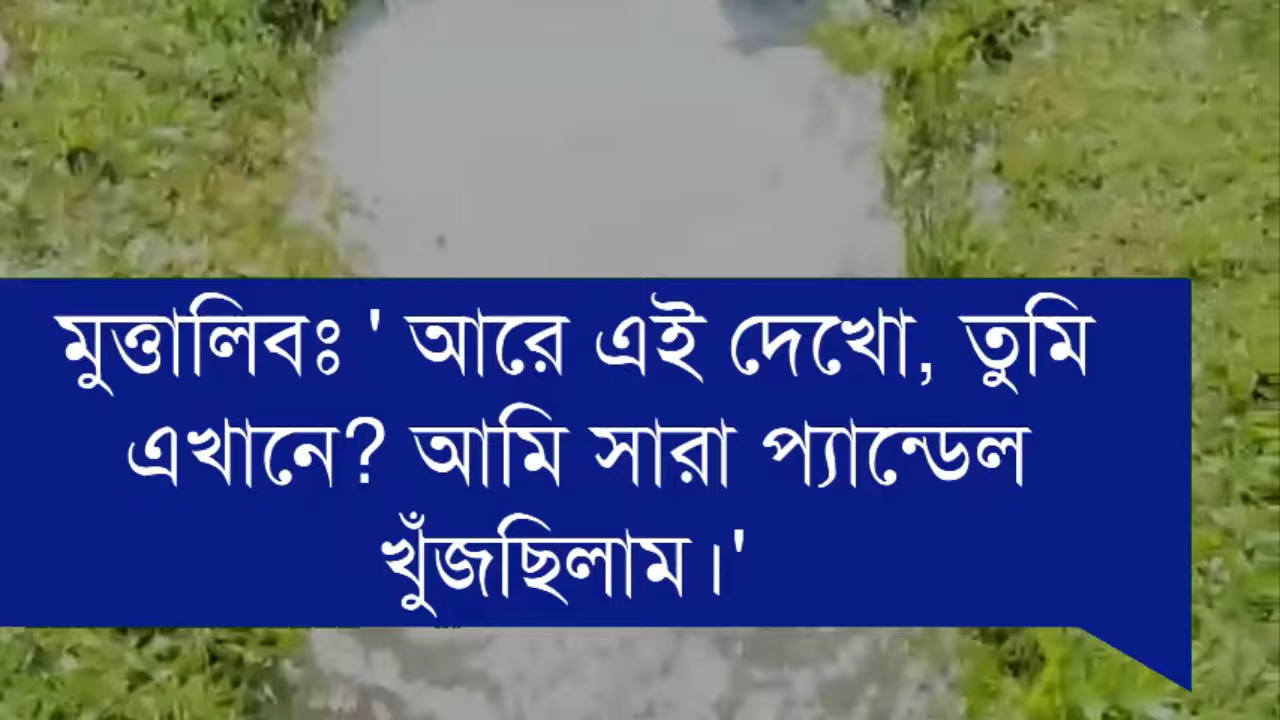 মুত্তালিবঃ ' আরে এই দেখো, তুমি
এখানে? আমি সারা প্যান্ডেল
খুঁজছিলাম।'